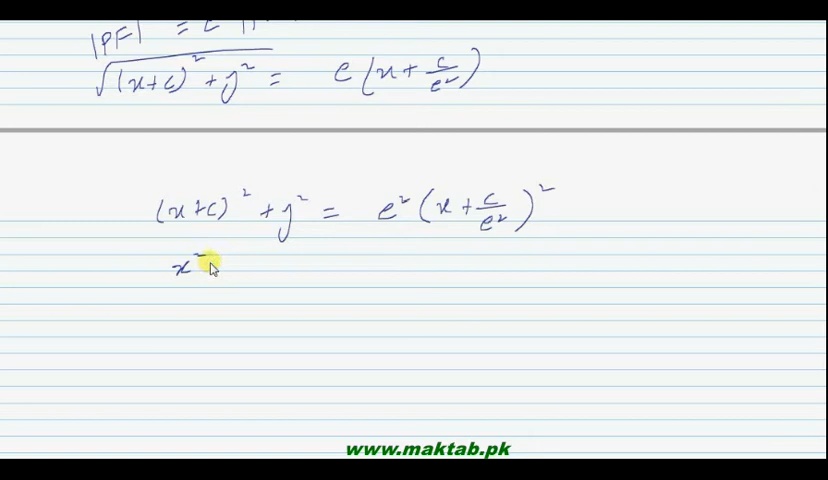 |PF| = e
√(x+c)² + y² = e(x + c/e²)
(x+c)² + y² = e²(x + c/e²)²
x²
www.maktab.pk